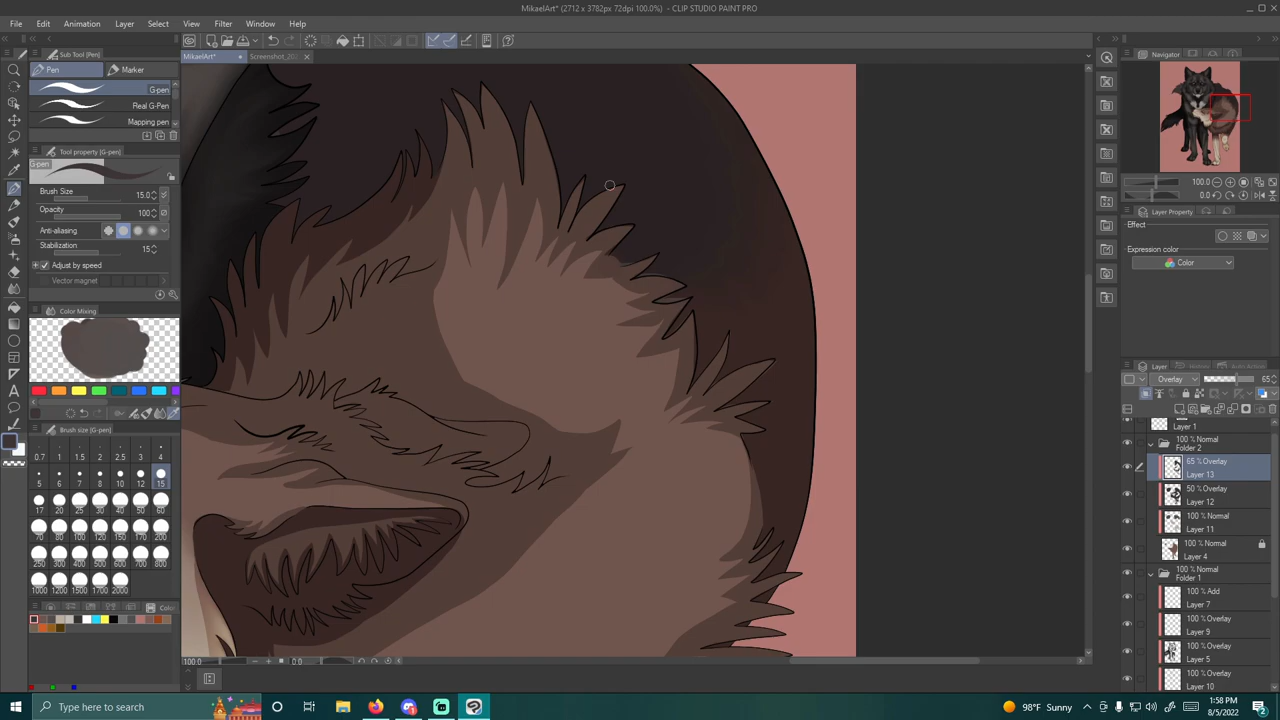 MikaelArt* (2712 x 3782px 72dpi 100.0%) - CLIP STUDIO PAINT PRO
File Edit Animation Layer Select View Filter Window Help
MikaelArt*
Sub Tool (Pen)
Pen Marker
G-pen
Real G-Pen
Mapping pen
Tool property (G-pen)
G-pen
Brush Size 15.0
Opacity 100
Anti-aliasing
Stabilization 15
Adjust by speed
Vector magnet
Color Mixing
Brush size (G-pen)
0.7 1 1.5 2 2.5 3 4
5 6 7 8 10 12 15
17 20 25 30 40 50 60
70 80 100 120 150 170 200
250 300 400 500 600 700 800
1000 1200 1500 1700 2000
Color
100.0 0.0
Navigator
100.0
0.0
Layer Property
Effect
Expression color
Color
Layer
Overlay 65
Layer 1
100 % Normal
Folder 2
65 % Overlay
Layer 13
50 % Overlay
Layer 12
100 % Normal
Layer 11
100 % Normal
Layer 4
100 % Normal
Folder 1
100 % Add
Layer 7
100 % Overlay
Layer 9
100 % Overlay
Layer 5
100 % Overlay
Layer 10
Type here to search
98°F Sunny
1:58 PM
8/5/2022
2